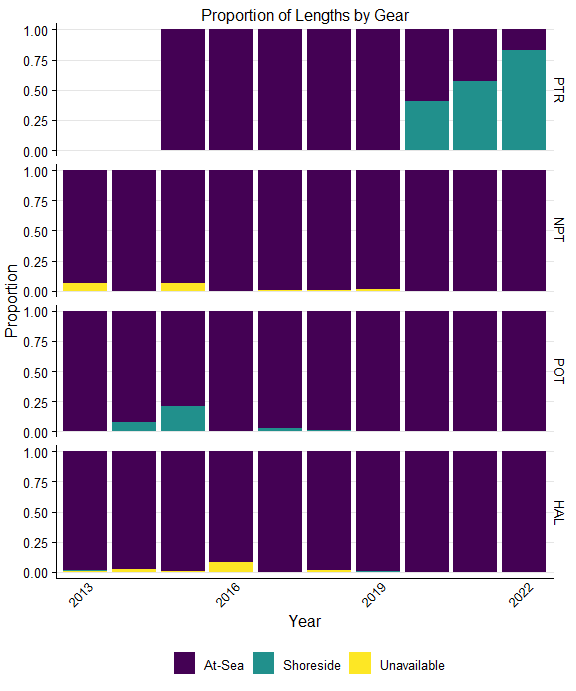 Proportion of Lengths by Gear
Proportion
1.00
0.75
0.50
0.25
0.00
PTR
1.00
0.75
0.50
0.25
0.00
NPT
1.00
0.75
0.50
0.25
0.00
POT
1.00
0.75
0.50
0.25
0.00
HAL
2013 2016 2019 2022
Year
At-Sea Shoreside Unavailable